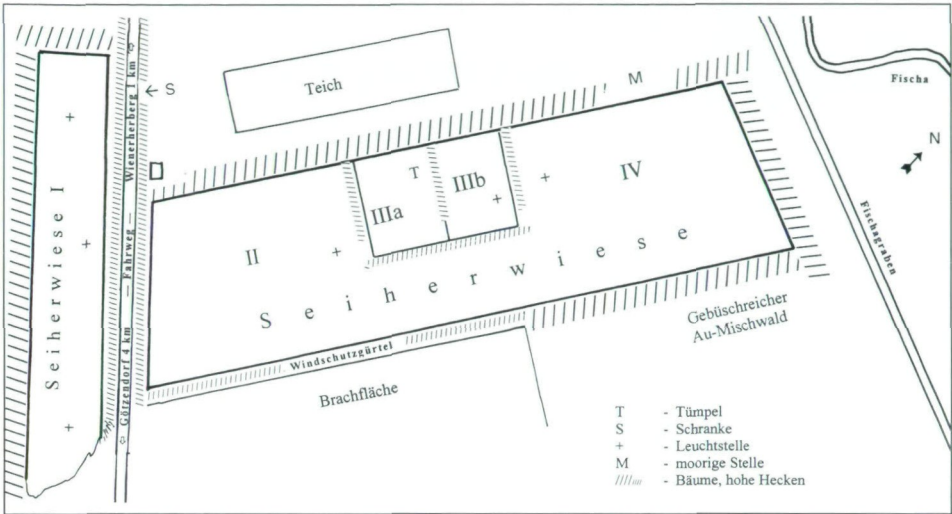 Teich
M
Fischa
S
N
Wienerherberg 1 km ⇨
T
IIIa
IIIb
IV
II
Seiherwiese I
— Fahrweg —
⇦ Götzendorf 4 km
Seiherwiese
Fischagraben
Gebüschreicher
Au-Mischwald
Windschutzgürtel
Brachfläche
T - Tümpel
S - Schranke
+ - Leuchtstelle
M - moorige Stelle
////,,,, - Bäume, hohe Hecken